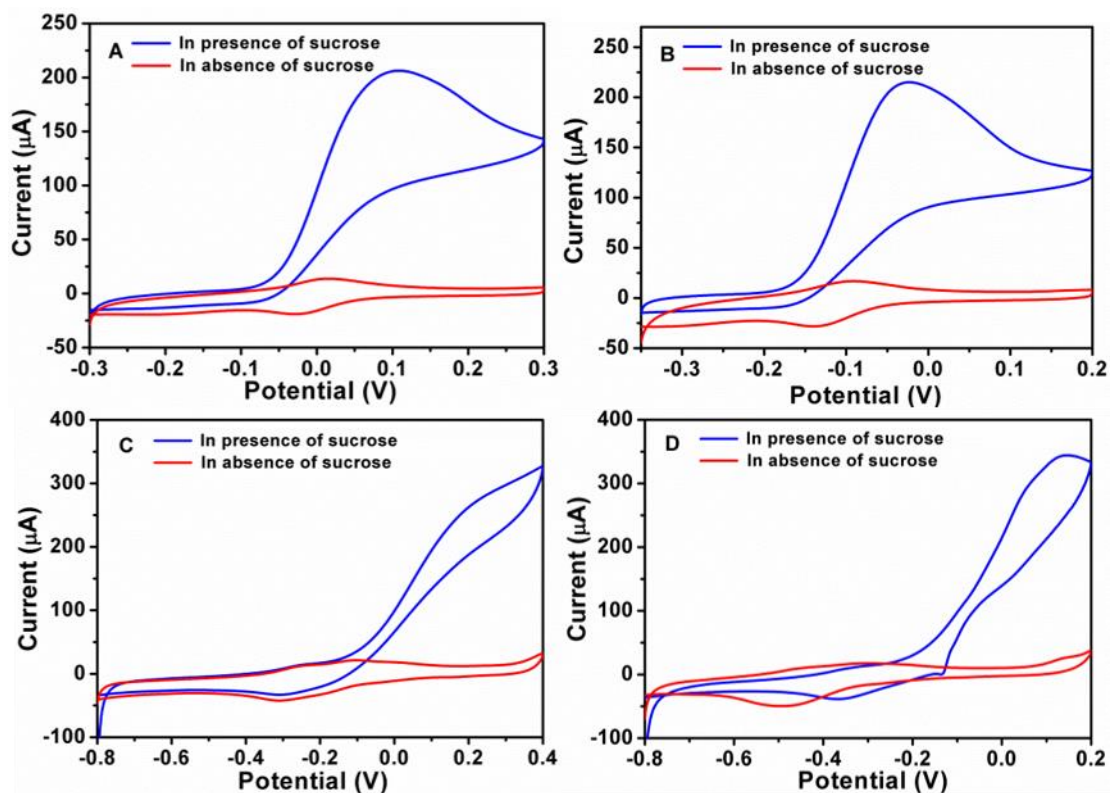 A
In presence of sucrose
In absence of sucrose
Current (µA)
250
200
150
100
50
0
-50
-0.3 -0.2 -0.1 0.0 0.1 0.2 0.3
Potential (V)
B
In presence of sucrose
In absence of sucrose
Current (µA)
250
200
150
100
50
0
-50
-0.3 -0.2 -0.1 0.0 0.1 0.2
Potential (V)
C
In presence of sucrose
In absence of sucrose
Current (µA)
400
300
200
100
0
-100
-0.8 -0.6 -0.4 -0.2 0.0 0.2 0.4
Potential (V)
D
In presence of sucrose
In absence of sucrose
Current (µA)
400
300
200
100
0
-100
-0.8 -0.6 -0.4 -0.2 0.0 0.2
Potential (V)